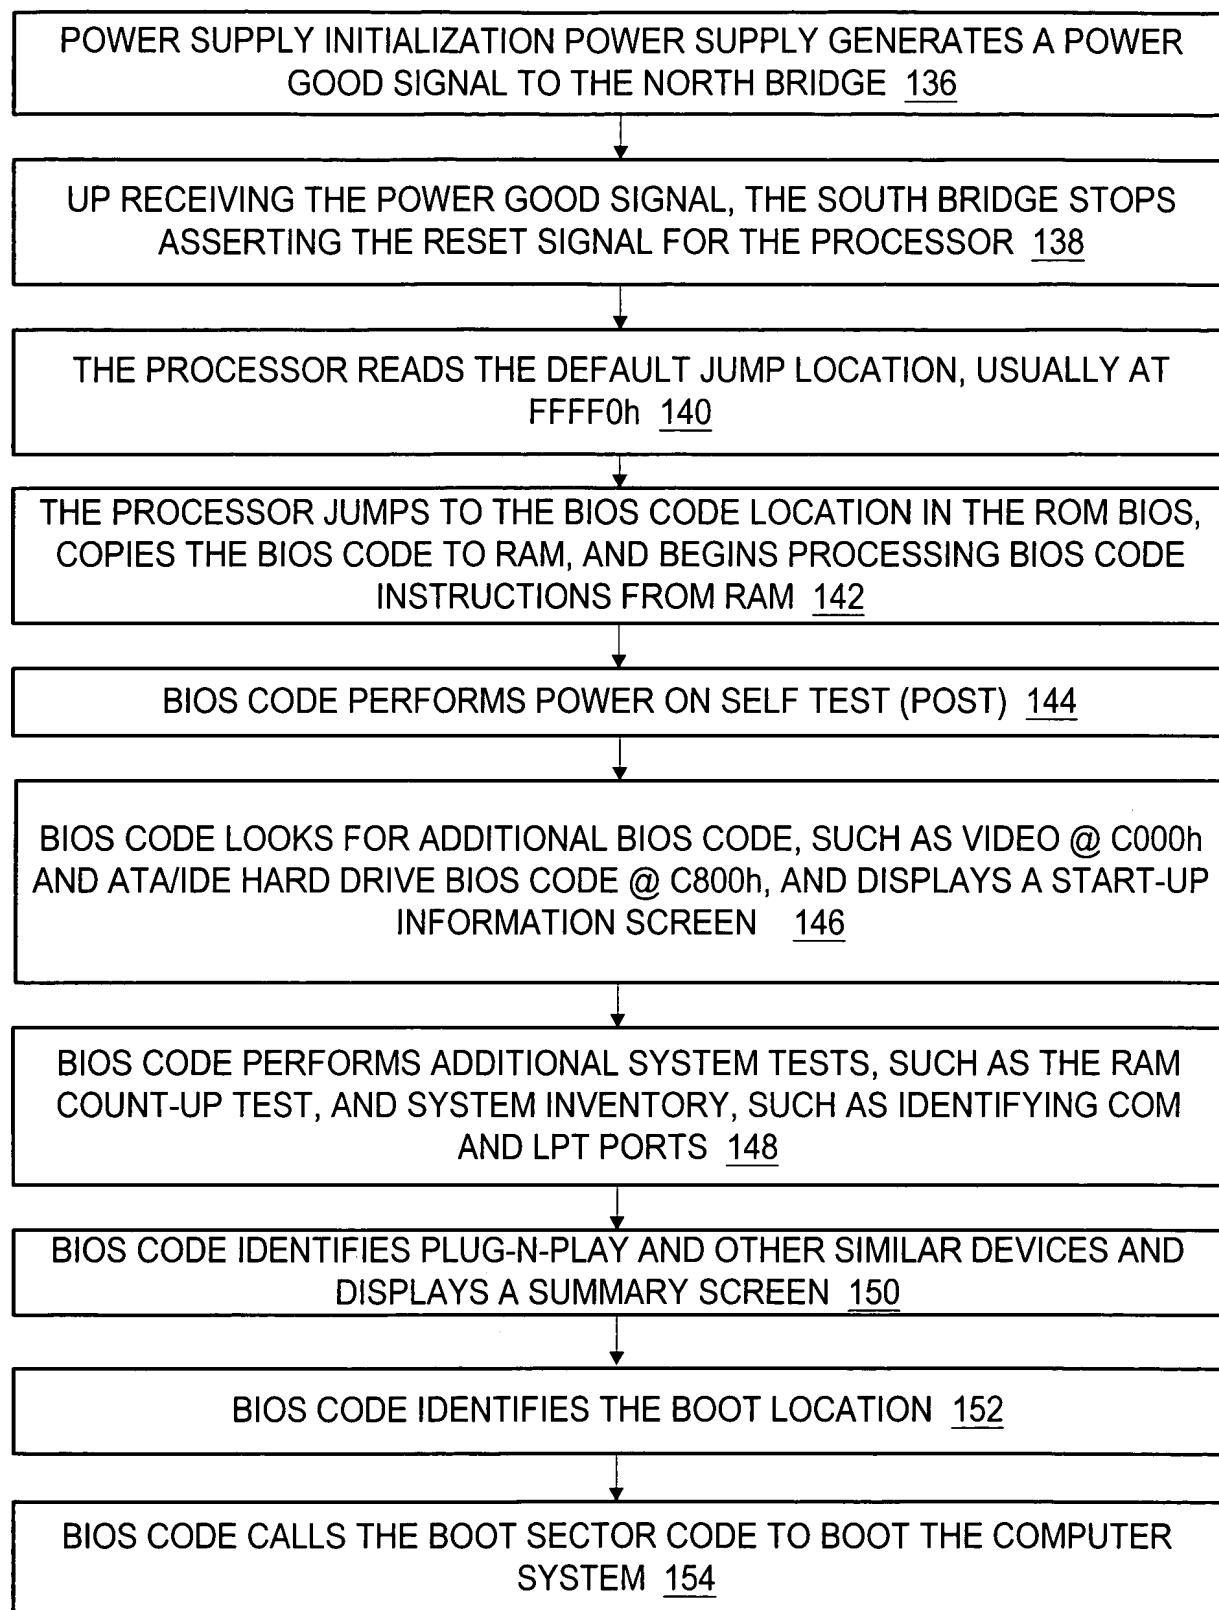 POWER SUPPLY INITIALIZATION POWER SUPPLY GENERATES A POWER
GOOD SIGNAL TO THE NORTH BRIDGE 136
UP RECEIVING THE POWER GOOD SIGNAL, THE SOUTH BRIDGE STOPS
ASSERTING THE RESET SIGNAL FOR THE PROCESSOR 138
THE PROCESSOR READS THE DEFAULT JUMP LOCATION, USUALLY AT
FFFF0h 140
THE PROCESSOR JUMPS TO THE BIOS CODE LOCATION IN THE ROM BIOS,
COPIES THE BIOS CODE TO RAM, AND BEGINS PROCESSING BIOS CODE
INSTRUCTIONS FROM RAM 142
BIOS CODE PERFORMS POWER ON SELF TEST (POST) 144
BIOS CODE LOOKS FOR ADDITIONAL BIOS CODE, SUCH AS VIDEO @ C000h
AND ATA/IDE HARD DRIVE BIOS CODE @ C800h, AND DISPLAYS A START-UP
INFORMATION SCREEN 146
BIOS CODE PERFORMS ADDITIONAL SYSTEM TESTS, SUCH AS THE RAM
COUNT-UP TEST, AND SYSTEM INVENTORY, SUCH AS IDENTIFYING COM
AND LPT PORTS 148
BIOS CODE IDENTIFIES PLUG-N-PLAY AND OTHER SIMILAR DEVICES AND
DISPLAYS A SUMMARY SCREEN 150
BIOS CODE IDENTIFIES THE BOOT LOCATION 152
BIOS CODE CALLS THE BOOT SECTOR CODE TO BOOT THE COMPUTER
SYSTEM 154